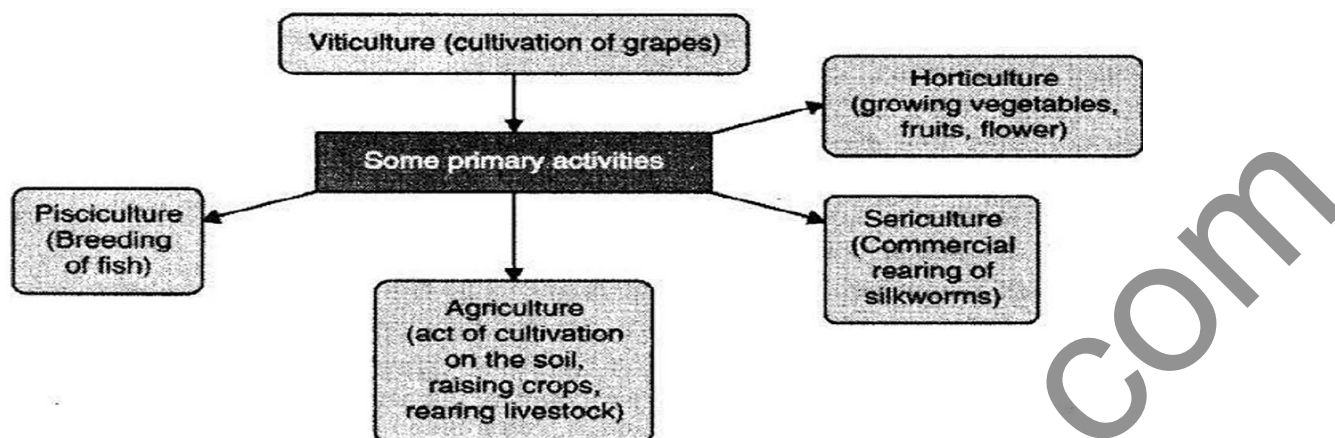 Viticulture (cultivation of grapes)
Horticulture
(growing vegetables,
fruits, flower)
Some primary activities
Pisciculture
(Breeding
of fish)
Sericulture
(Commercial
rearing of
silkworms)
Agriculture
(act of cultivation
on the soil,
raising crops,
rearing livestock)
com